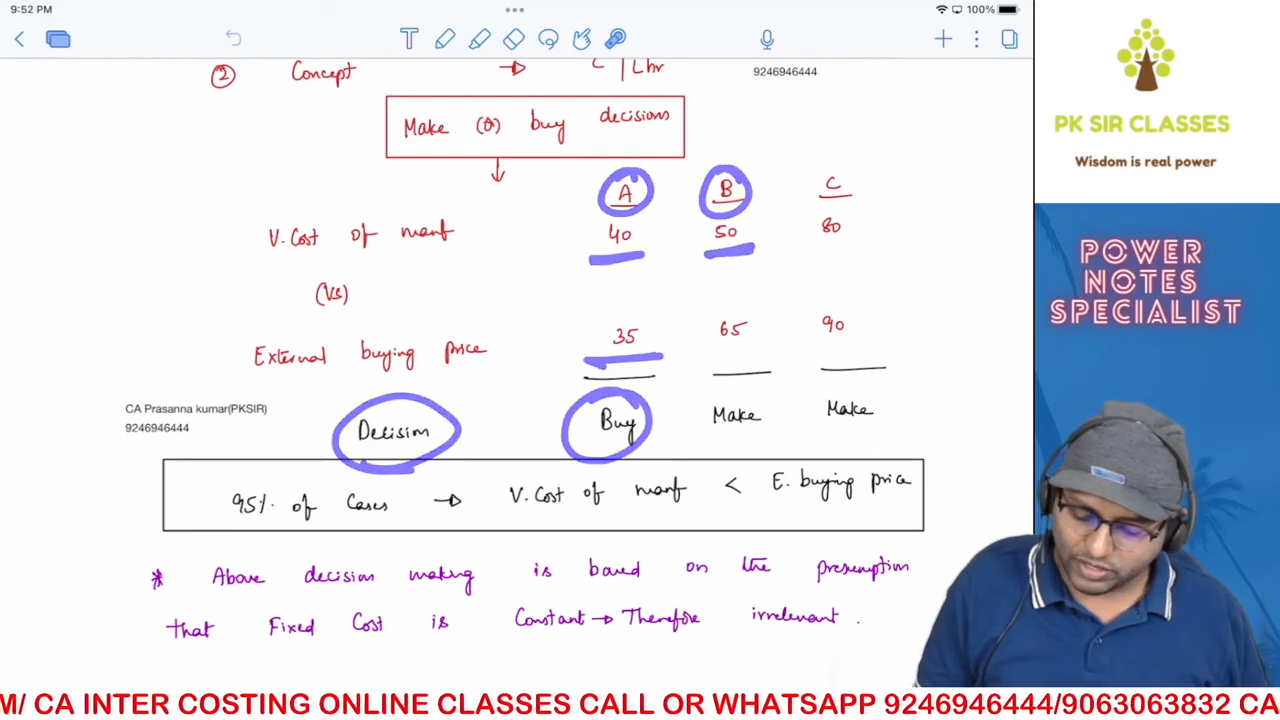 9:52 PM
100%
② Concept → C / Lhr
9246946444
Make (Or) buy decisions
A B C
V. Cost of manf 40 50 80
(Vs)
External buying price 35 65 90
CA Prasanna kumar(PKSIR)
9246946444
Decision Buy Make Make
95% of Cases → V. Cost of manf < E. buying price
* Above decision making is based on the presumption
that Fixed Cost is Constant → Therefore irrelevant .
PK SIR CLASSES
Wisdom is real power
POWER
NOTES
SPECIALIST
M/ CA INTER COSTING ONLINE CLASSES CALL OR WHATSAPP 9246946444/9063063832 CA